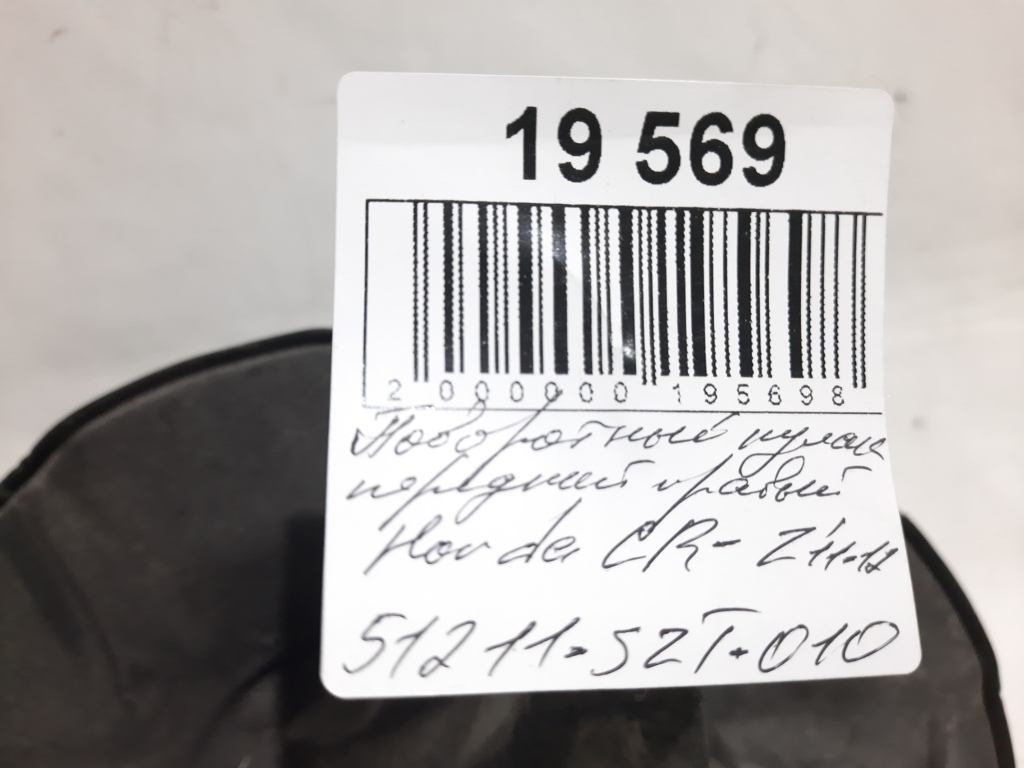 19 569
2 000000 195698
Поворотный кулак
передний правый
Honda CR-Z'11-12
51211-SZT-010